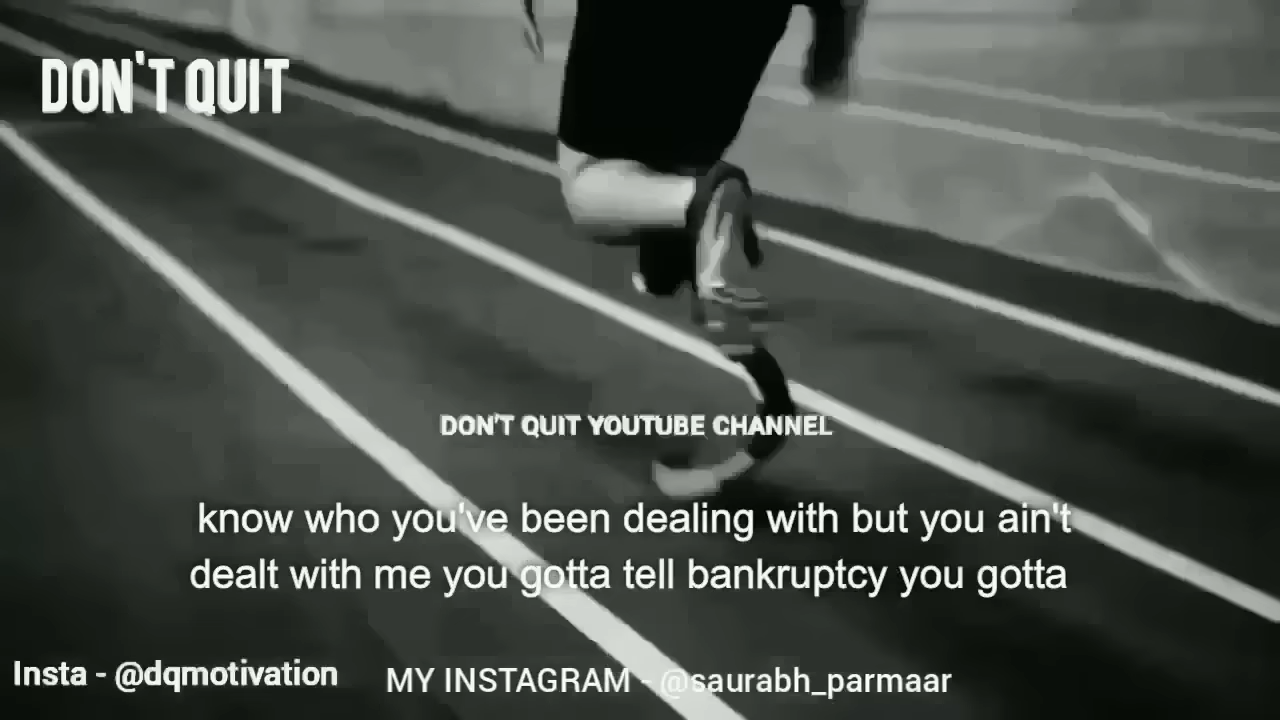 DON'T QUIT
DON'T QUIT YOUTUBE CHANNEL
know who you've been dealing with but you ain't
dealt with me you gotta tell bankruptcy you gotta
Insta - @dqmotivation
MY INSTAGRAM - @saurabh_parmaar